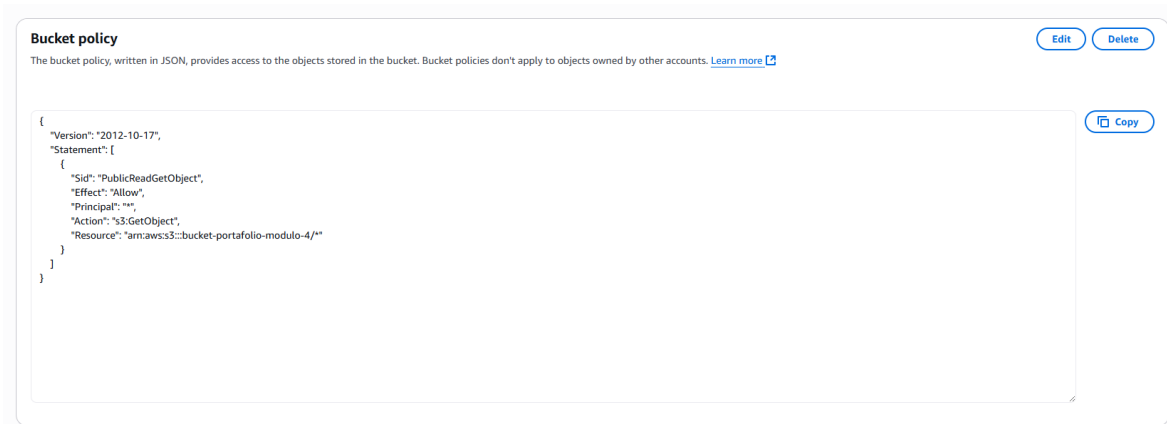 Bucket policy
Edit
Delete
The bucket policy, written in JSON, provides access to the objects stored in the bucket. Bucket policies don't apply to objects owned by other accounts. Learn more
Copy
{
"Version": "2012-10-17",
"Statement": [
{
"Sid": "PublicReadGetObject",
"Effect": "Allow",
"Principal": "*",
"Action": "s3:GetObject",
"Resource": "arn:aws:s3:::bucket-portafolio-modulo-4/*"
}
]
}